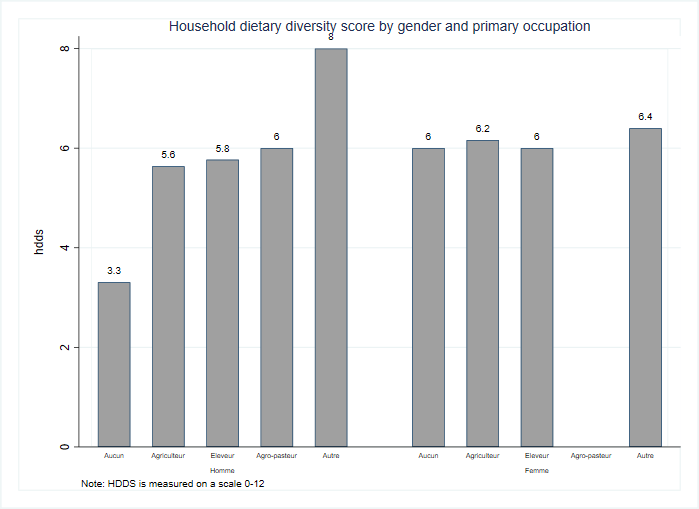 Household dietary diversity score by gender and primary occupation
hdds
8
6
4
2
0
3.3
5.6
5.8
6
8
6
6.2
6
6.4
Aucun Agriculteur Eleveur Agro-pasteur Autre Aucun Agriculteur Eleveur Agro-pasteur Autre
Homme Femme
Note: HDDS is measured on a scale 0-12